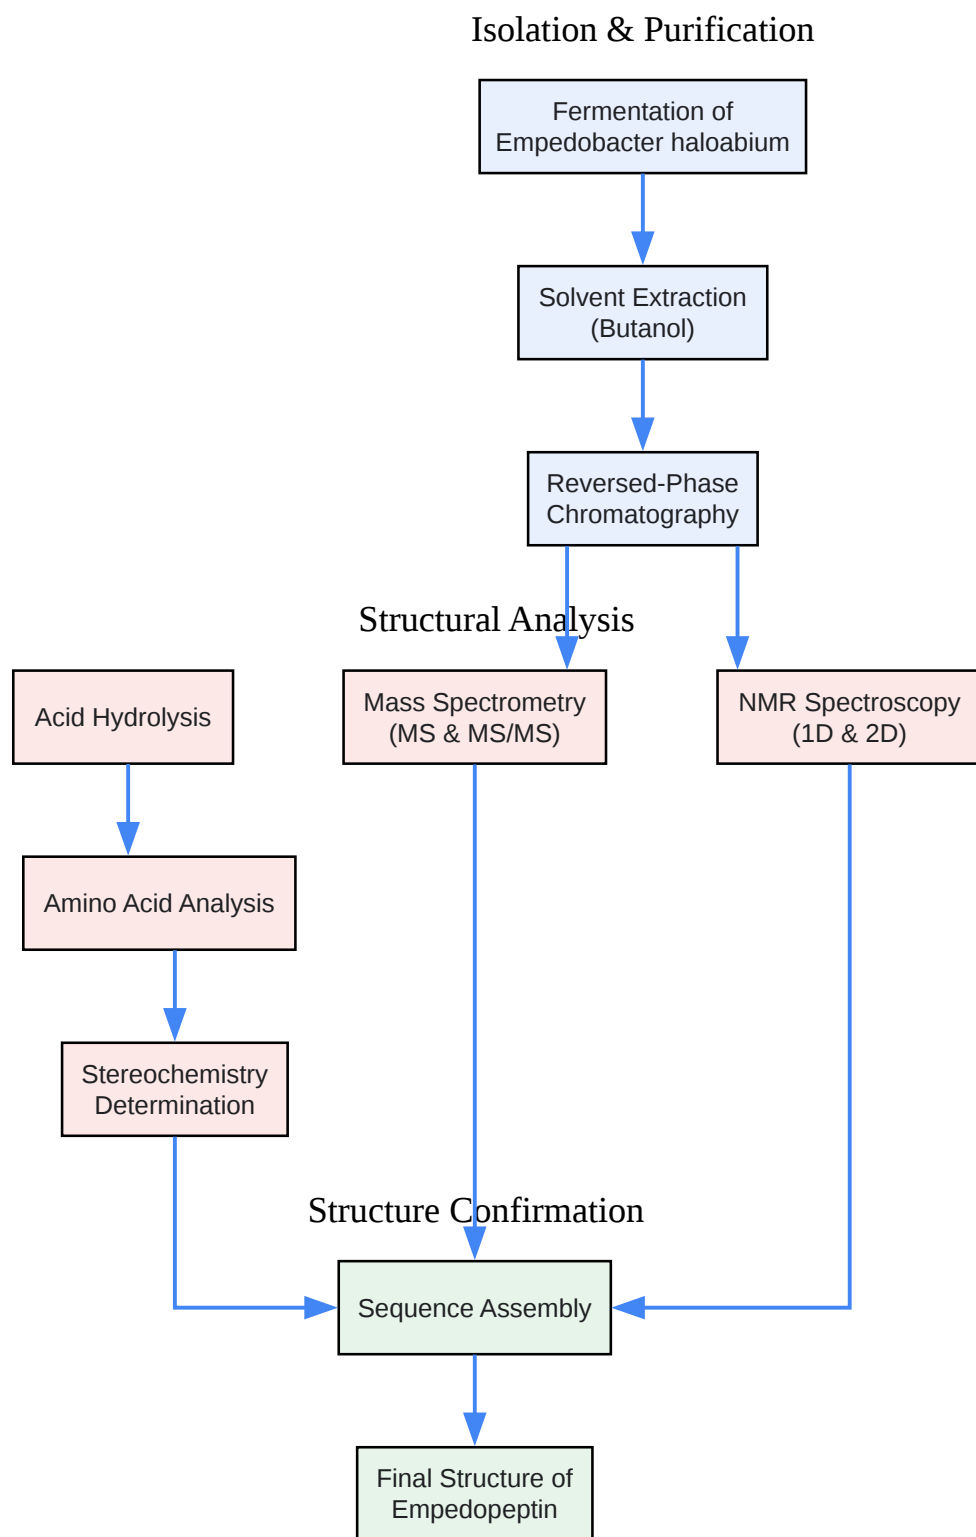 Isolation & Purification
Fermentation of
Empedobacter haloabium
Solvent Extraction
(Butanol)
Reversed-Phase
Chromatography
Structural Analysis
Acid Hydrolysis
Mass Spectrometry
(MS & MS/MS)
NMR Spectroscopy
(1D & 2D)
Amino Acid Analysis
Stereochemistry
Determination
Structure Confirmation
Sequence Assembly
Final Structure of
Empedopeptin